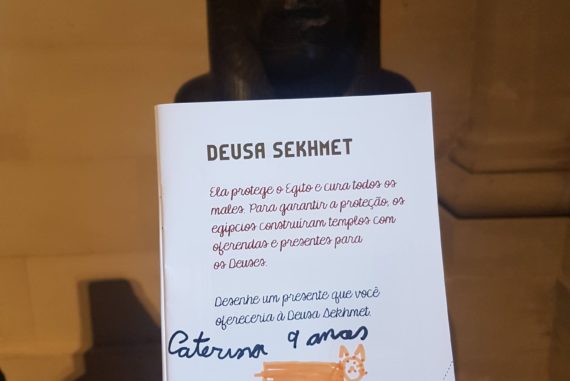 DEUSA SEKHMET
Ela protege o Egito e cura todos os
males. Para garantir a proteção, os
egípcios construíram templos com
oferendas e presentes para
os Deuses.
Desenhe um presente que você
ofereceria à Deusa Sekhmet.
Caterina 9 anos